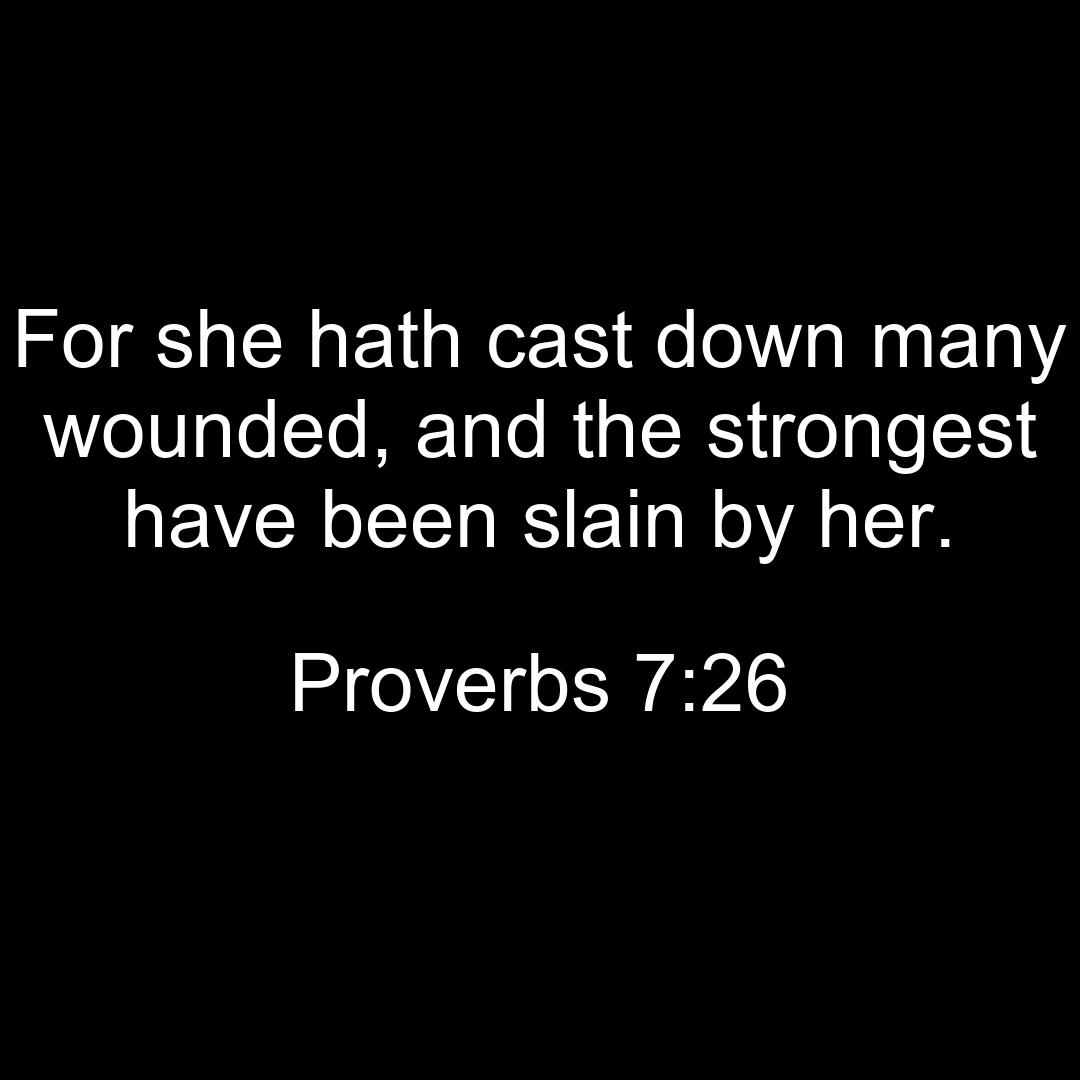 For she hath cast down many
wounded, and the strongest
have been slain by her.
Proverbs 7:26